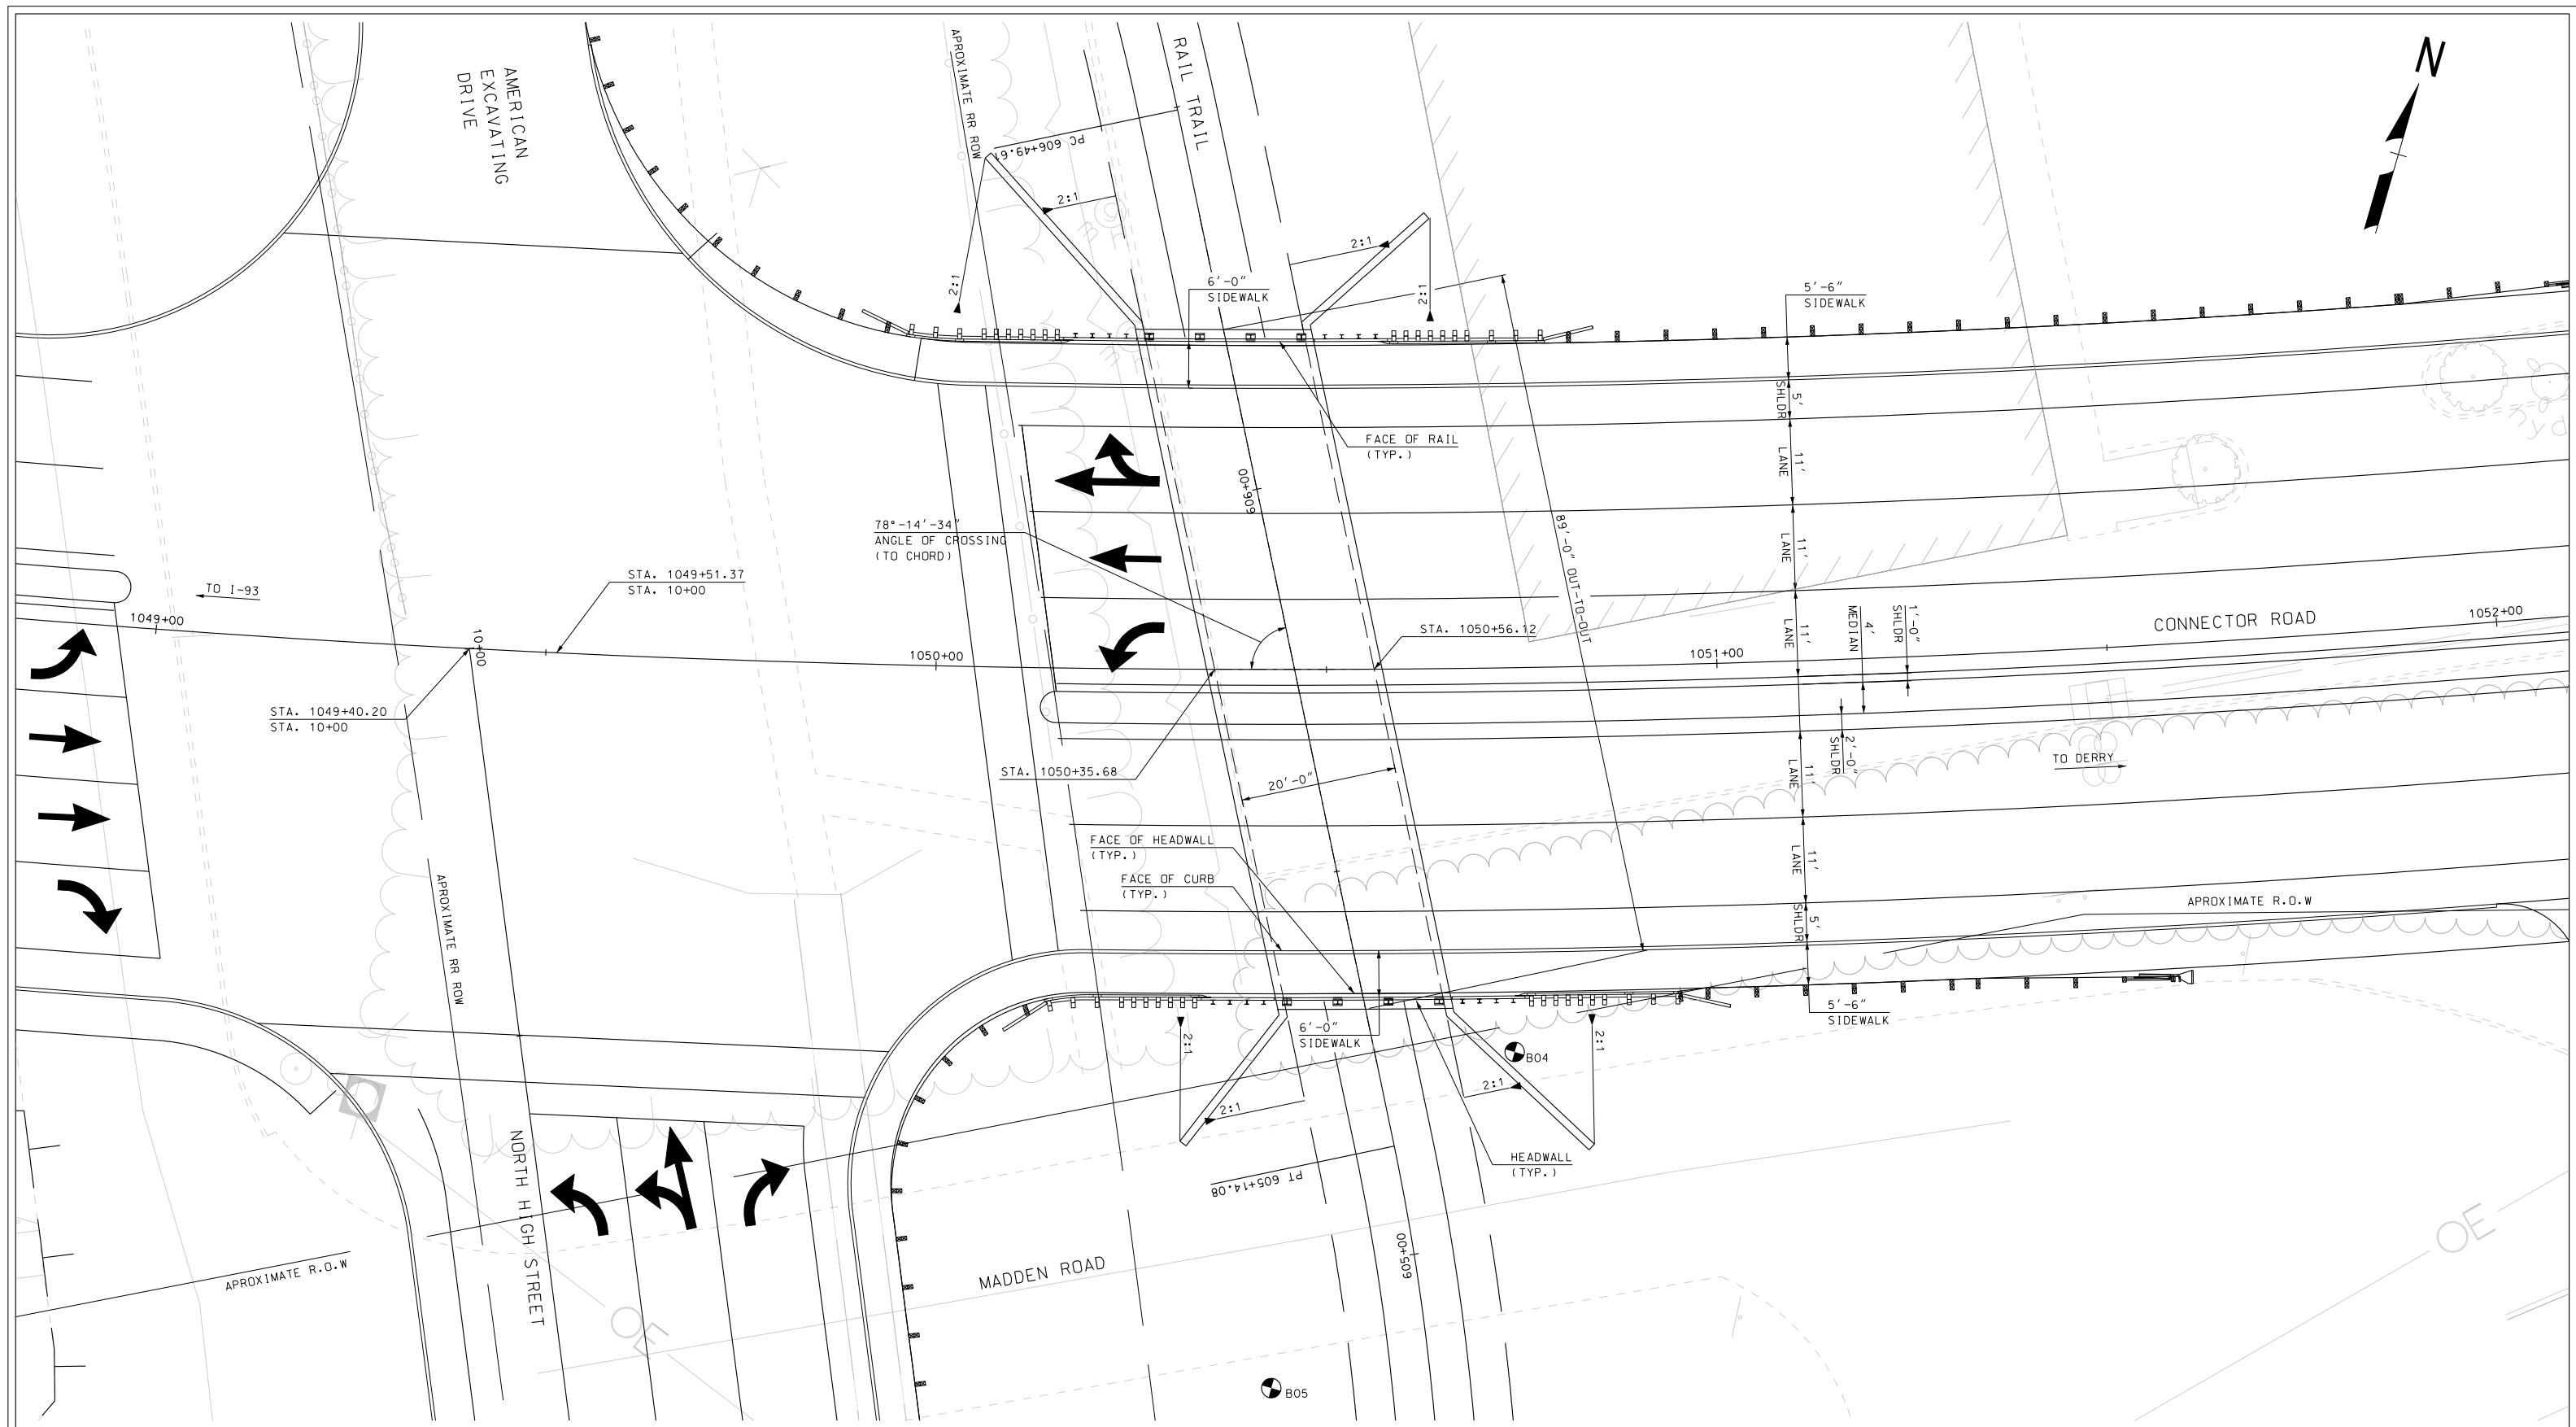 AMERICAN
EXCAVATING
DRIVE
APROXIMATE RR ROW
RAIL TRAIL
N
PC 606+49.61
2:1
2:1
2:1
2:1
6'-0"
SIDEWALK
5'-6"
SIDEWALK
5'
SHLDR
FACE OF RAIL
(TYP.)
11'
LANE
606+00
78°-14'-34"
ANGLE OF CROSSING
(TO CHORD)
89'-0" OUT-TO-OUT
11'
LANE
TO I-93
STA. 1049+51.37
STA. 10+00
1049+00
10+00
1050+00
STA. 1050+56.12
1051+00
11'
LANE
4'
MEDIAN
1'-0"
SHLDR
CONNECTOR ROAD
1052+00
STA. 1049+40.20
STA. 10+00
STA. 1050+35.68
20'-0"
11'
LANE
2'-0"
SHLDR
TO DERRY
FACE OF HEADWALL
(TYP.)
FACE OF CURB
(TYP.)
11'
LANE
APROXIMATE RR ROW
5'
SHLDR
APROXIMATE R.O.W
6'-0"
SIDEWALK
5'-6"
SIDEWALK
2:1
2:1
2:1
2:1
B04
HEADWALL
(TYP.)
PT 605+14.08
NORTH HIGH STREET
605+00
MADDEN ROAD
APROXIMATE R.O.W
OE
OE
B05